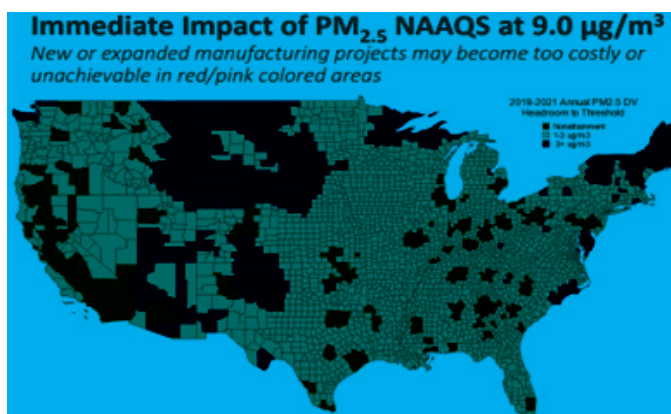 Immediate Impact of PM2.5 NAAQS at 9.0 µg/m³
New or expanded manufacturing projects may become too costly or
unachievable in red/pink colored areas
2019-2021 Annual PM2.5 DV
Headroom to Threshold
Nonattainment
1-3 ug/m3
3+ ug/m3